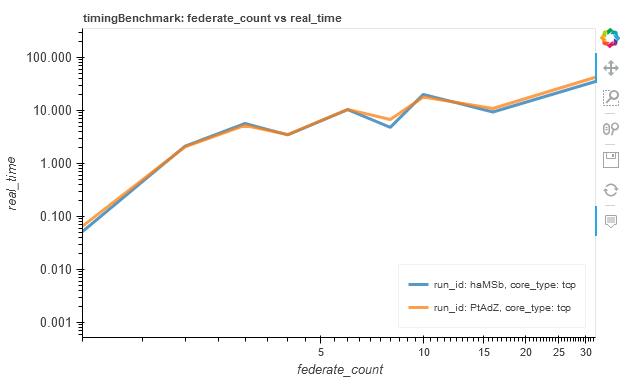 timingBenchmark: federate_count vs real_time
100.000
10.000
1.000
0.100
0.010
0.001
real_time
run_id: haMSb, core_type: tcp
run_id: PtAdZ, core_type: tcp
5 10 15 20 25 30
federate_count